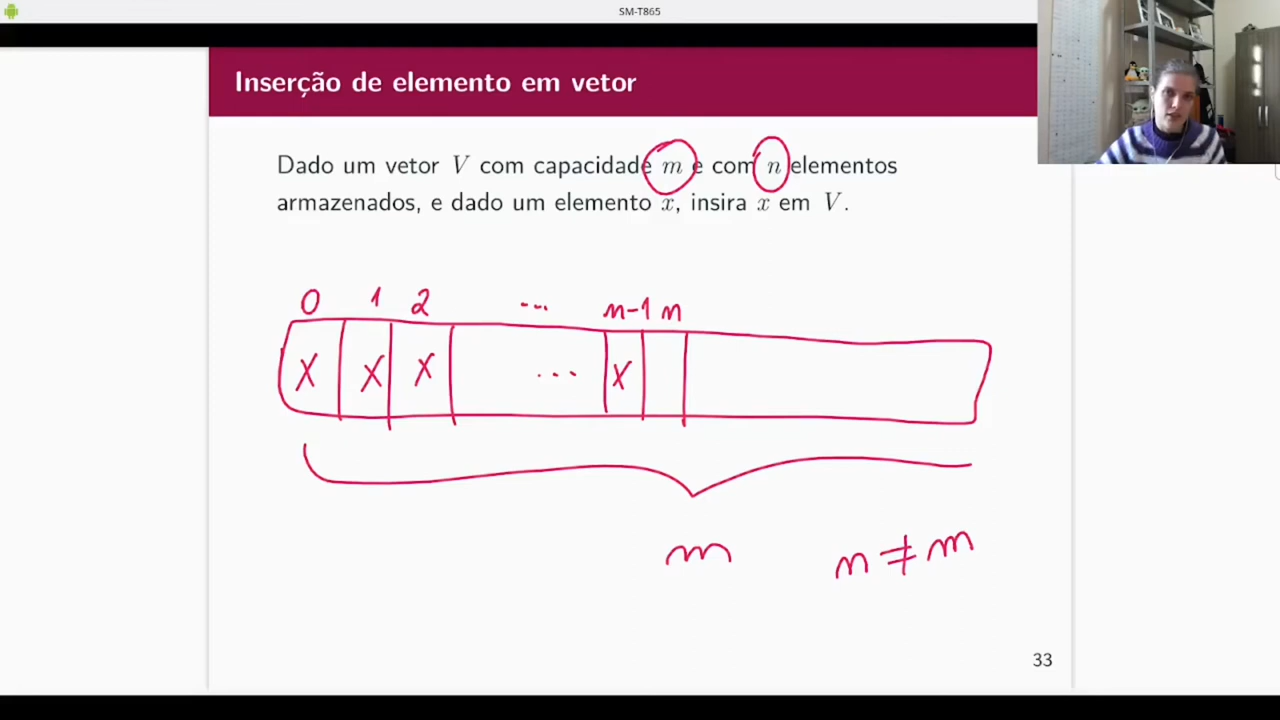 SM-T865
Inserção de elemento em vetor
Dado um vetor V com capacidade m e com n elementos
armazenados, e dado um elemento x, insira x em V.
0 1 2 ... n-1 n
X X X ... X
m
n ≠ m
33